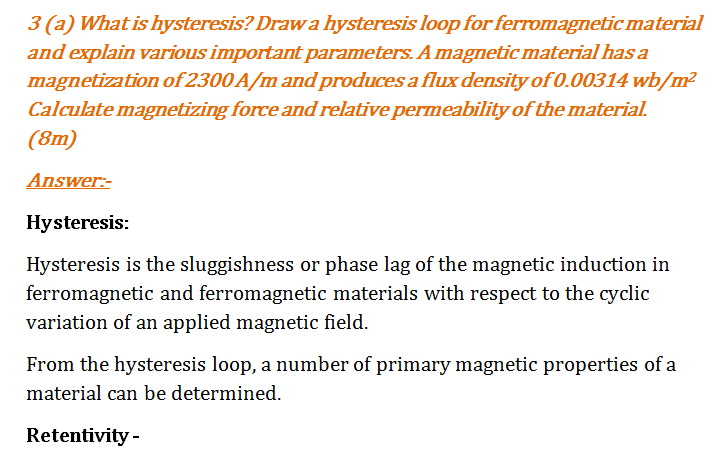 3 (a) What is hysteresis? Draw a hysteresis loop for ferromagnetic material
and explain various important parameters. A magnetic material has a
magnetization of 2300 A/m and produces a flux density of 0.00314 wb/m²
Calculate magnetizing force and relative permeability of the material.
(8m)
Answer:-
Hysteresis:
Hysteresis is the sluggishness or phase lag of the magnetic induction in
ferromagnetic and ferromagnetic materials with respect to the cyclic
variation of an applied magnetic field.
From the hysteresis loop, a number of primary magnetic properties of a
material can be determined.
Retentivity -